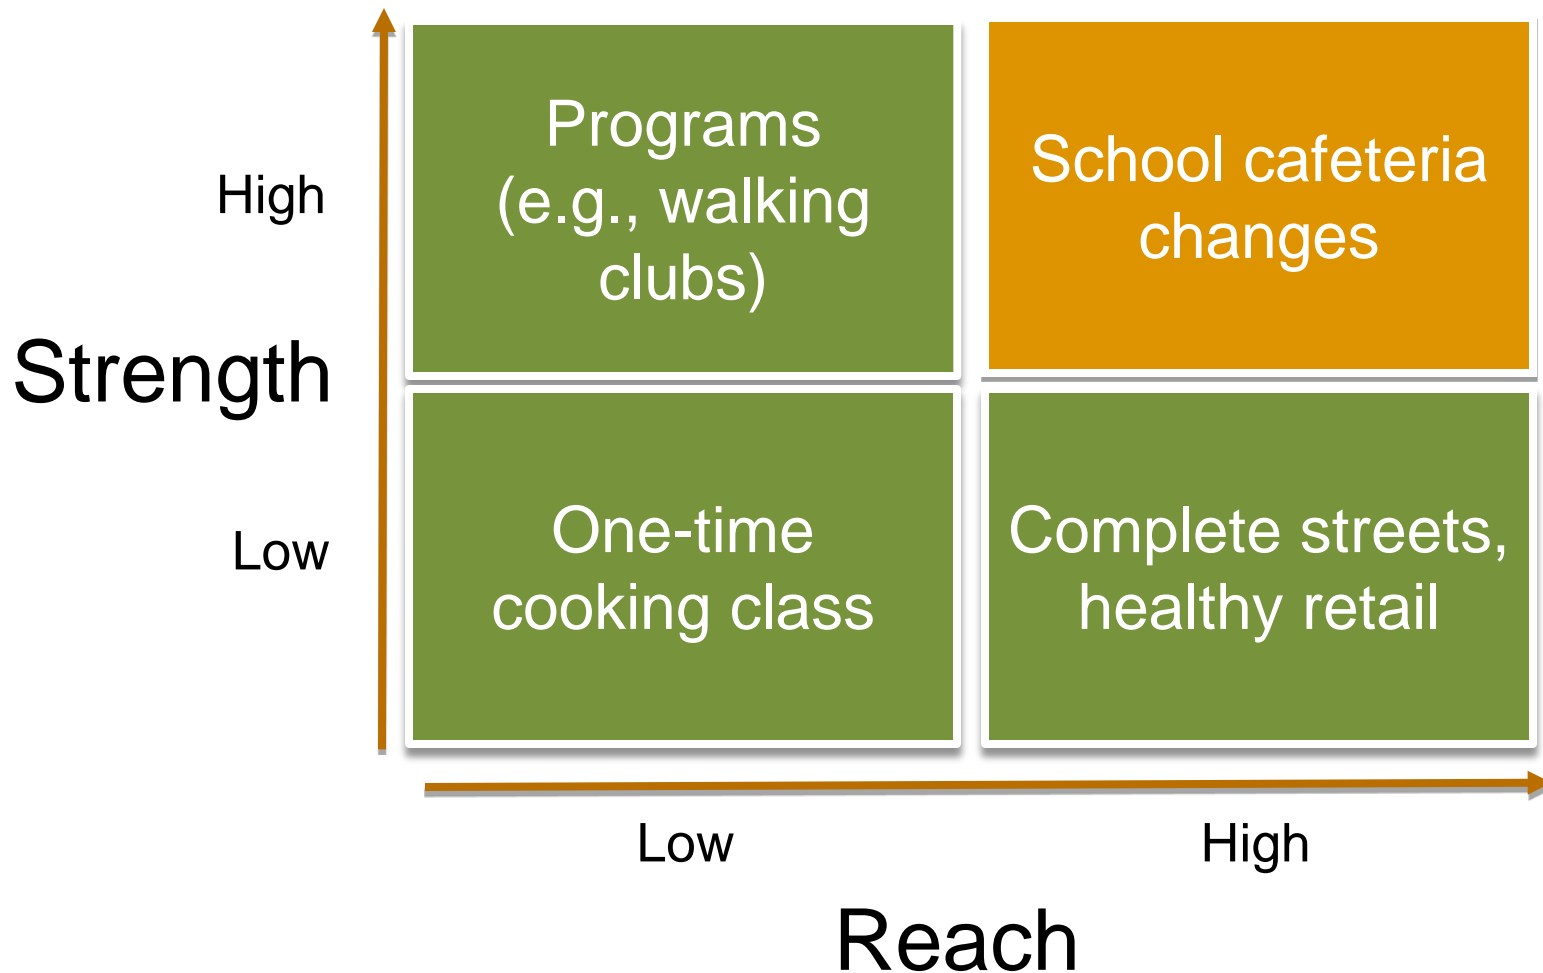 Programs
(e.g., walking
clubs)
School cafeteria
changes
High
Strength
Low
One-time
cooking class
Complete streets,
healthy retail
Low
High
Reach